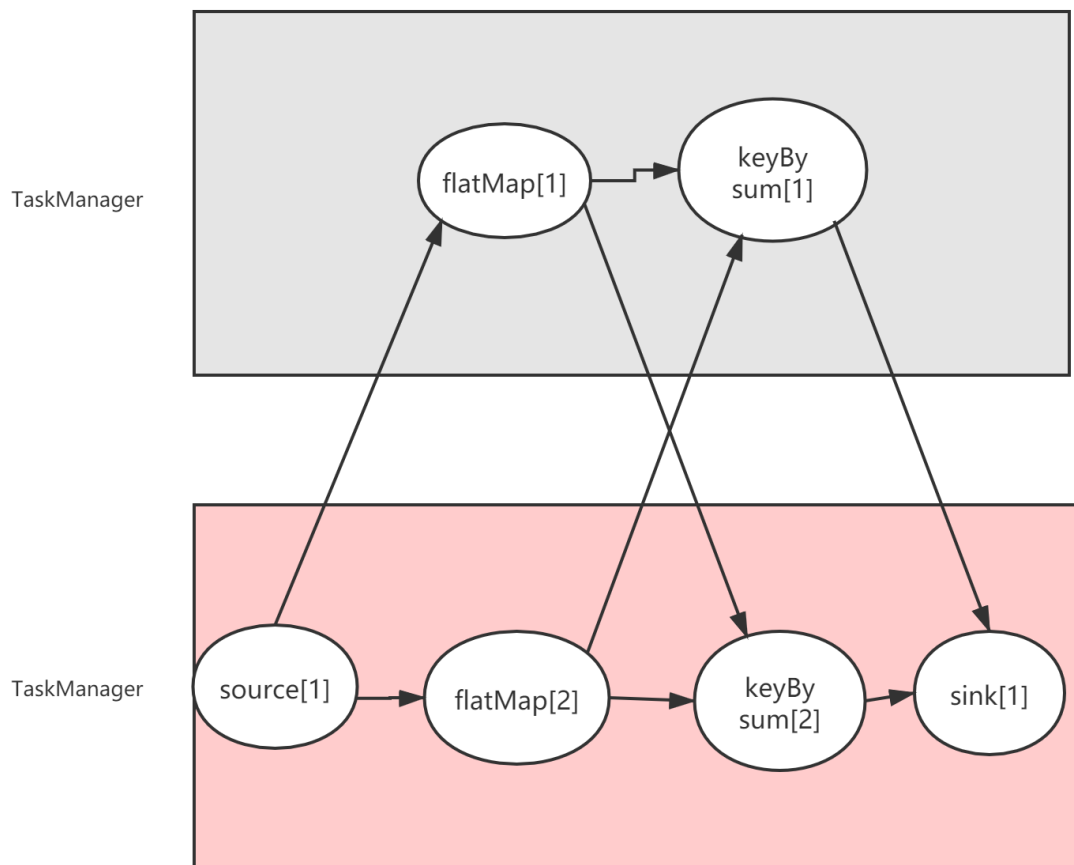 TaskManager
flatMap[1]
keyBy
sum[1]
TaskManager
source[1]
flatMap[2]
keyBy
sum[2]
sink[1]